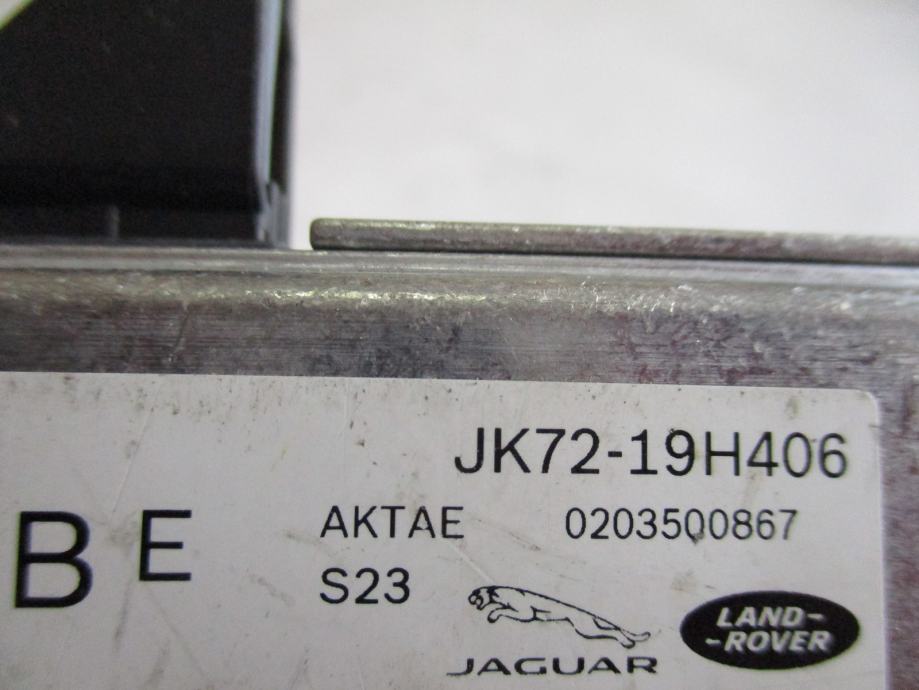 JK72-19H406
B E AKTAE 0203500867
S23
JAGUAR
LAND-
-ROVER